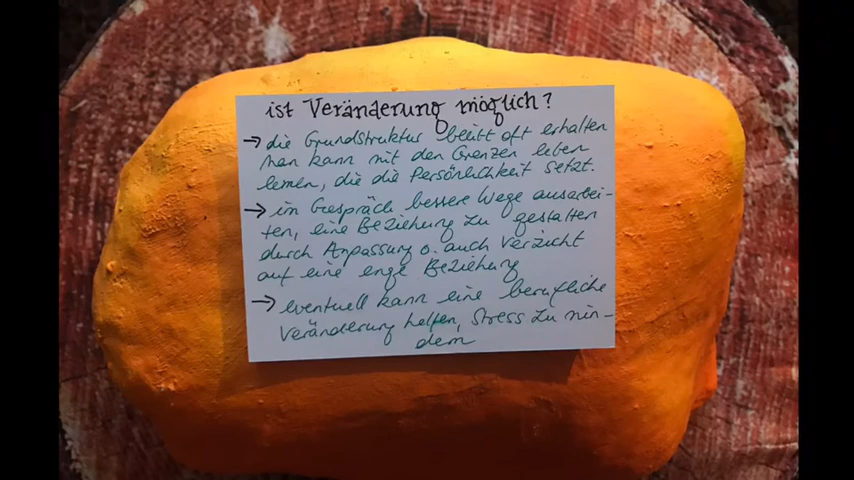 ist Veränderung möglich?
→ die Grundstruktur bleibt oft erhalten
man kann mit den Grenzen leben
lernen, die die Persönlichkeit setzt.
→ im Gespräch bessere Wege ausarbei-
ten, eine Beziehung zu gestalten
durch Anpassung o. auch Verzicht
auf eine enge Beziehung
→ eventuell kann eine berufliche
Veränderung helfen, Stress zu min-
dern